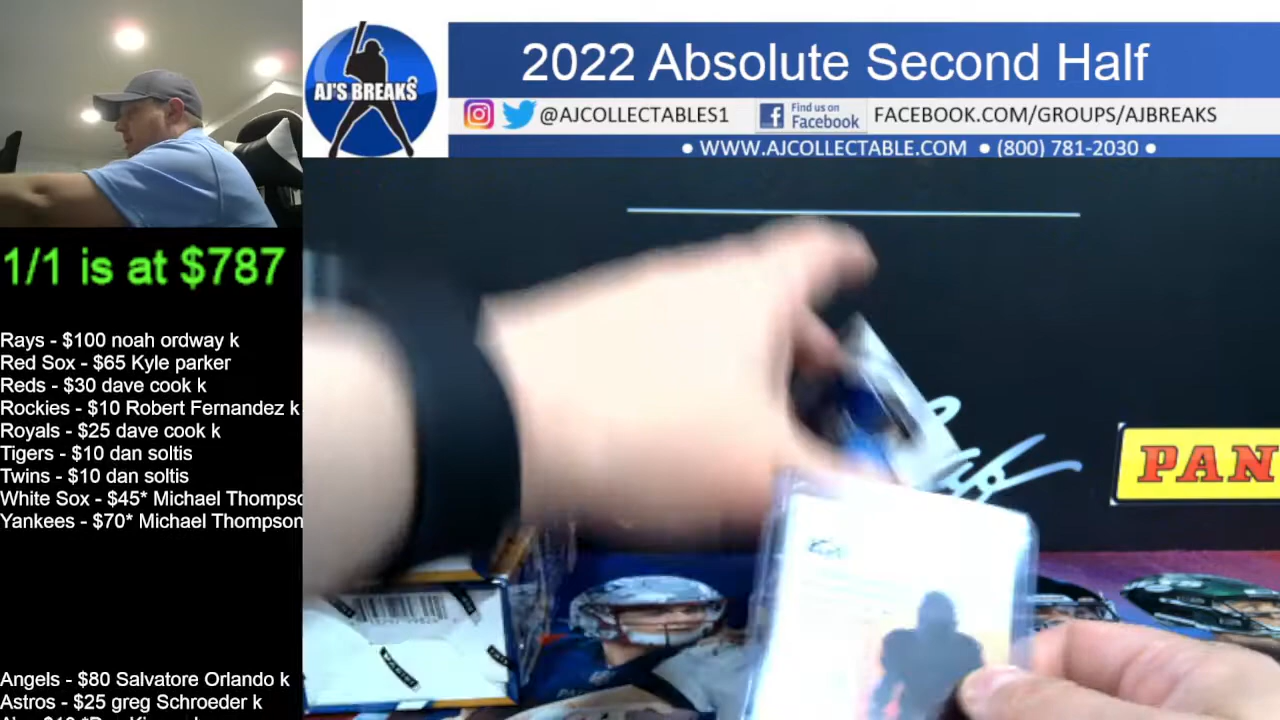 AJ'S BREAKS
2022 Absolute Second Half
@AJCOLLECTABLES1
Find us on
Facebook
FACEBOOK.COM/GROUPS/AJBREAKS
• WWW.AJCOLLECTABLE.COM • (800) 781-2030 •
1/1 is at $787
Rays - $100 noah ordway k
Red Sox - $65 Kyle parker
Reds - $30 dave cook k
Rockies - $10 Robert Fernandez k
Royals - $25 dave cook k
Tigers - $10 dan soltis
Twins - $10 dan soltis
White Sox - $45* Michael Thompso
Yankees - $70* Michael Thompson
Angels - $80 Salvatore Orlando k
Astros - $25 greg Schroeder k
PAN